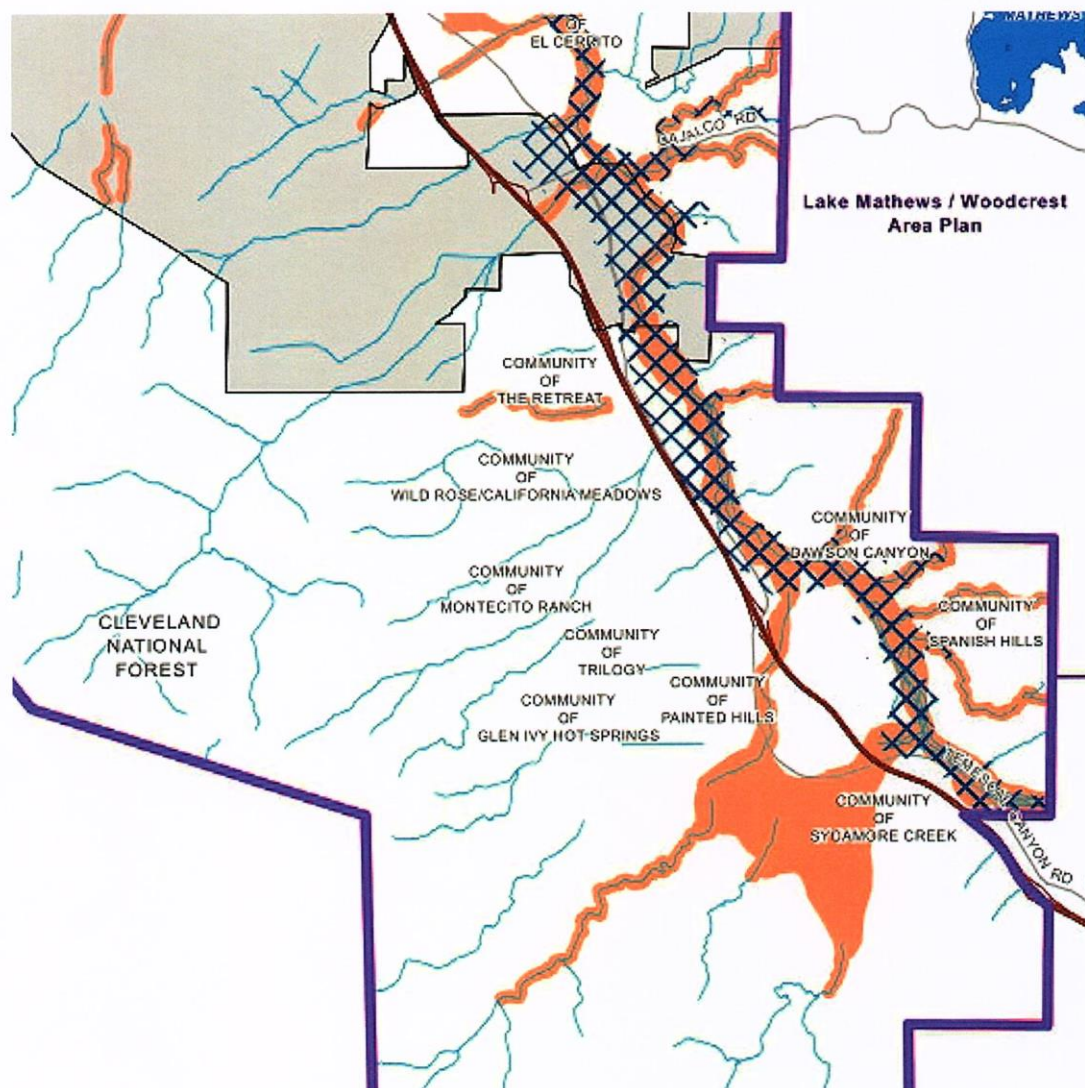 MATHEWS
OF
EL CERRITO
CAJALCO RD
Lake Mathews / Woodcrest
Area Plan
COMMUNITY
OF
THE RETREAT
COMMUNITY
OF
WILD ROSE/CALIFORNIA MEADOWS
COMMUNITY
OF
DAWSON CANYON
COMMUNITY
OF
MONTECITO RANCH
COMMUNITY
OF
SPANISH HILLS
CLEVELAND
NATIONAL
FOREST
COMMUNITY
OF
TRILOGY
COMMUNITY
OF
PAINTED HILLS
COMMUNITY
OF
GLEN IVY HOT SPRINGS
TEMESCAL CANYON RD
COMMUNITY
OF
SYCAMORE CREEK